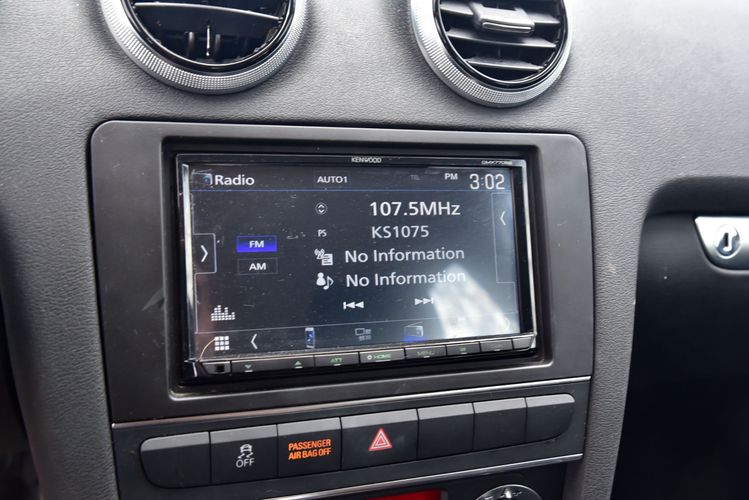 KENWOOD
Radio AUTO1 TEL PM 3:02
107.5MHz
PS KS1075
FM No Information
AM No Information
ATT HOME MENU
OFF
PASSENGER
AIR BAG OFF